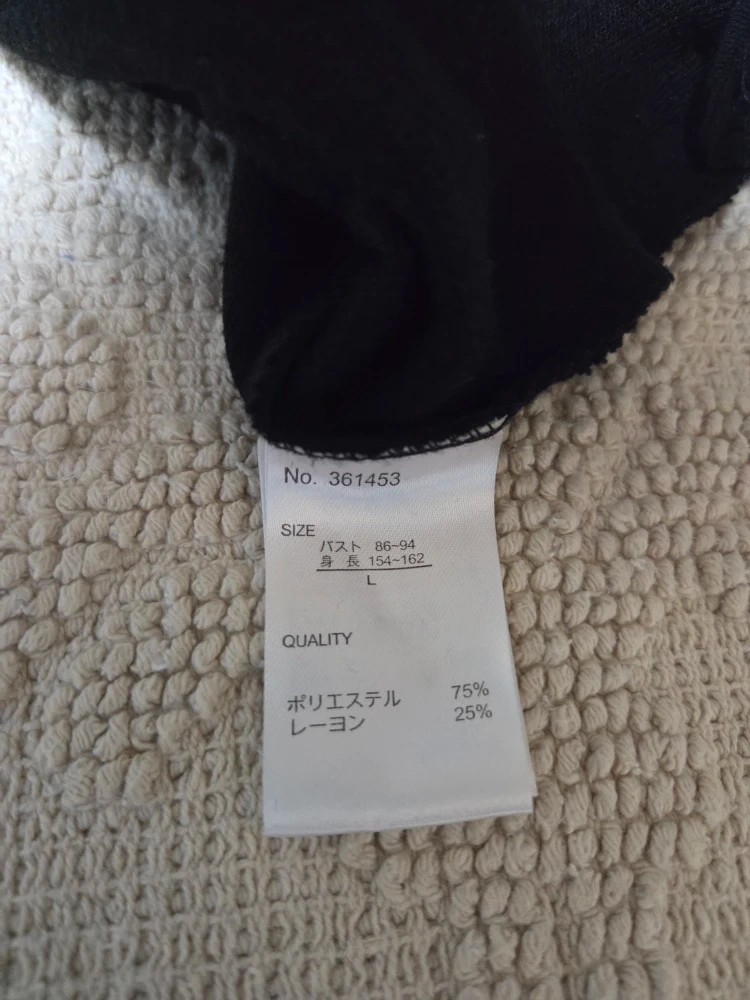 No. 361453
SIZE
バスト 86~94
身 長 154~162
L
QUALITY
ポリエステル 75%
レーヨン 25%